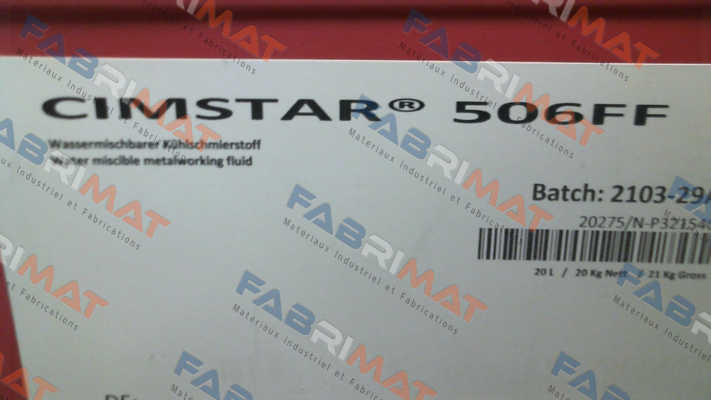 CIMSTAR® 506FF
Wassermischbarer Kühlschmierstoff
Water miscible metalworking fluid
Batch: 2103-29
20275/N-P32154
20 L / 20 Kg Nett / 21 Kg Gross
DE:
FABRIMAT
Materiaux Industriel et Fabrications